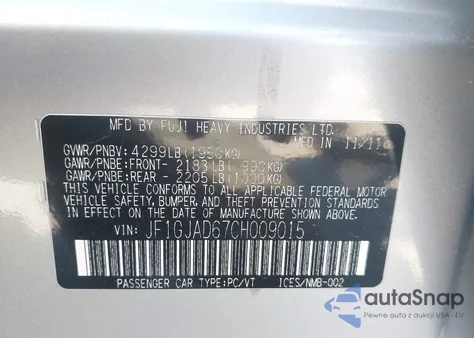 MFD BY FUJI HEAVY INDUSTRIES LTD.
GVWR/PNBV: 4299LB(1950KG) 11/11
GAWR/PNBE:FRONT- 2183LB( 990KG)
GAWR/PNBE:REAR - 2205LB(1000KG)
THIS VEHICLE CONFORMS TO ALL APPLICABLE FEDERAL MOTOR
VEHICLE SAFETY, BUMPER, AND THEFT PREVENTION
STANDARDS IN EFFECT ON THE DATE OF MANUFACTURE
SHOWN ABOVE.
VIN: JF1GJAD67CH009015
PASSENGER CAR TYPE:PC/VT ICES/NMB-002
autoSnap
Pewne auta z aukcji USA - EU